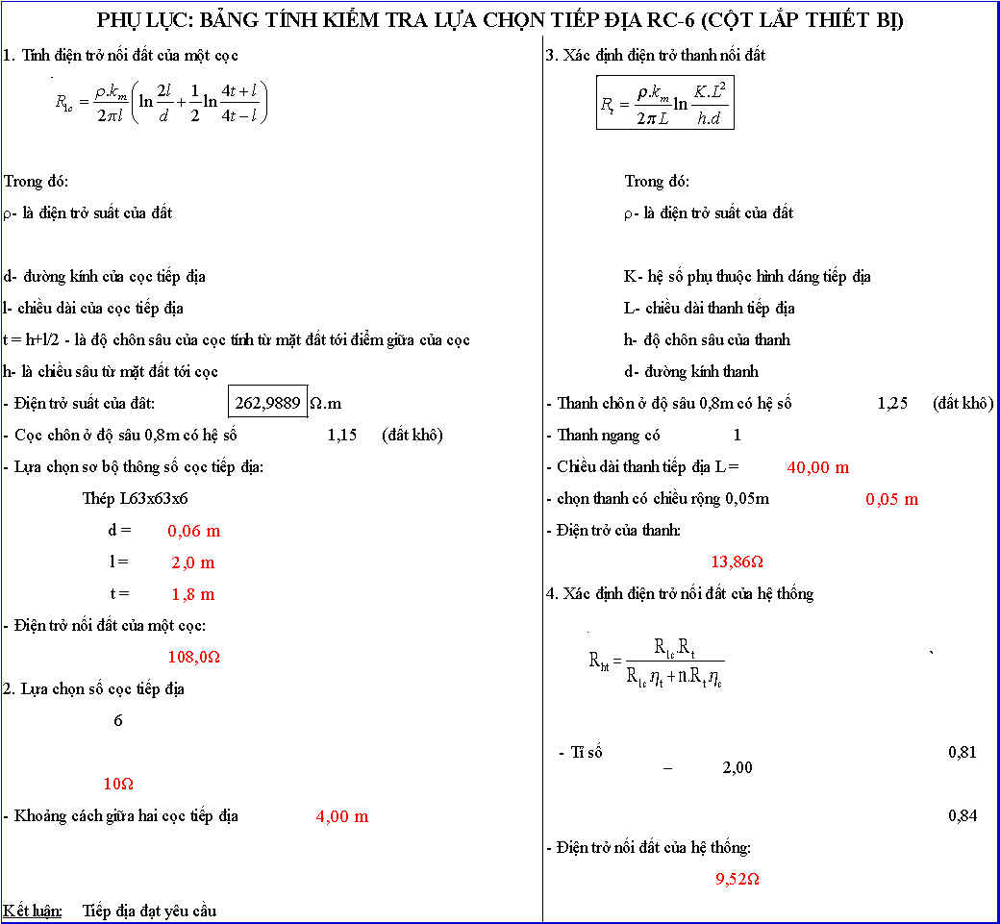 PHỤ LỤC: BẢNG TÍNH KIỂM TRA LỰA CHỌN TIẾP ĐỊA RC-6 (CỘT LẮP THIẾT BỊ)
1. Tính điện trở nối đất của một cọc
R_{lc} = \frac{\rho.k_m}{2\pi l}\left(\ln\frac{2l}{d}+\frac{1}{2}\ln\frac{4t+l}{4t-l}\right)
Trong đó:
ρ- là điện trở suất của đất
d- đường kính của cọc tiếp địa
l- chiều dài của cọc tiếp địa
t = h+l/2 - là độ chôn sâu của cọc tính từ mặt đất tới điểm giữa của cọc
h- là chiều sâu từ mặt đất tới cọc
- Điện trở suất của đât: 262,9889 Ω.m
- Cọc chôn ở độ sâu 0,8m có hệ số 1,15 (đất khô)
- Lựa chọn sơ bộ thông số cọc tiếp địa:
Thép L63x63x6
d = 0,06 m
l = 2,0 m
t = 1,8 m
- Điện trở nối đất của một cọc:
108,0Ω
2. Lựa chọn số cọc tiếp địa
6
10Ω
- Khoảng cách giữa hai cọc tiếp địa 4,00 m
Kết luận: Tiếp địa đạt yêu cầu
3. Xác định điện trở thanh nối đất
R_t = \frac{\rho.k_m}{2\pi L}\ln\frac{K.L^2}{h.d}
Trong đó:
ρ- là điện trở suất của đất
K- hệ số phụ thuộc hình dáng tiếp địa
L- chiều dài thanh tiếp địa
h- độ chôn sâu của thanh
d- đường kính thanh
- Thanh chôn ở độ sâu 0,8m có hệ số 1,25 (đất khô)
- Thanh ngang có 1
- Chiều dài thanh tiếp địa L = 40,00 m
- chọn thanh có chiều rộng 0,05m 0,05 m
- Điện trở của thanh:
13,86Ω
4. Xác định điện trở nối đất của hệ thống
R_{ht} = \frac{R_{lc}.R_t}{R_{lc}\eta_t+n.R_t\eta_c}
- Tỉ số 0,81
– 2,00
0,84
- Điện trở nối đất của hệ thống:
9,52Ω